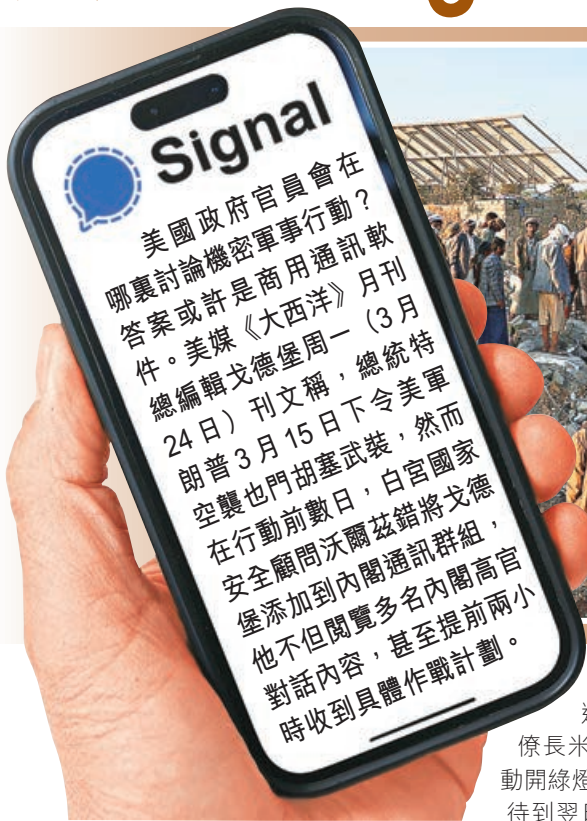 Signal
美國政府官員會在
哪裏討論機密軍事行動？
答案或許是商用通訊軟
件。美媒《大西洋》月刊
總編輯戈德堡周一（3月
24日）刊文稱，總統特
朗普3月15日下令美軍
空襲也門胡塞武裝，然而
在行動前數日，白宮國家
安全顧問沃爾茲錯將戈德
堡添加到內閣通訊群組，
他不但閱覽多名內閣高官
對話內容，甚至提前兩小
時收到具體作戰計劃。
僚長米
動開綠燈
待到翌日